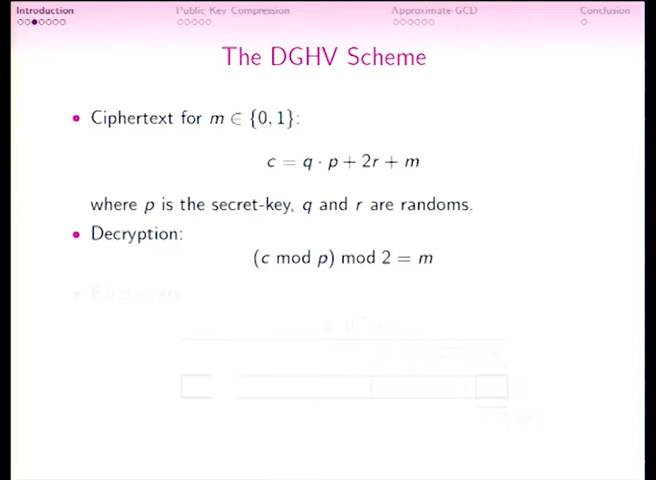 Introduction
Public Key Compression
Approximate GCD
Conclusion
The DGHV Scheme
• Ciphertext for m ∈ {0, 1}:
c = q · p + 2r + m
where p is the secret-key, q and r are randoms.
• Decryption:
(c mod p) mod 2 = m
• Parameters